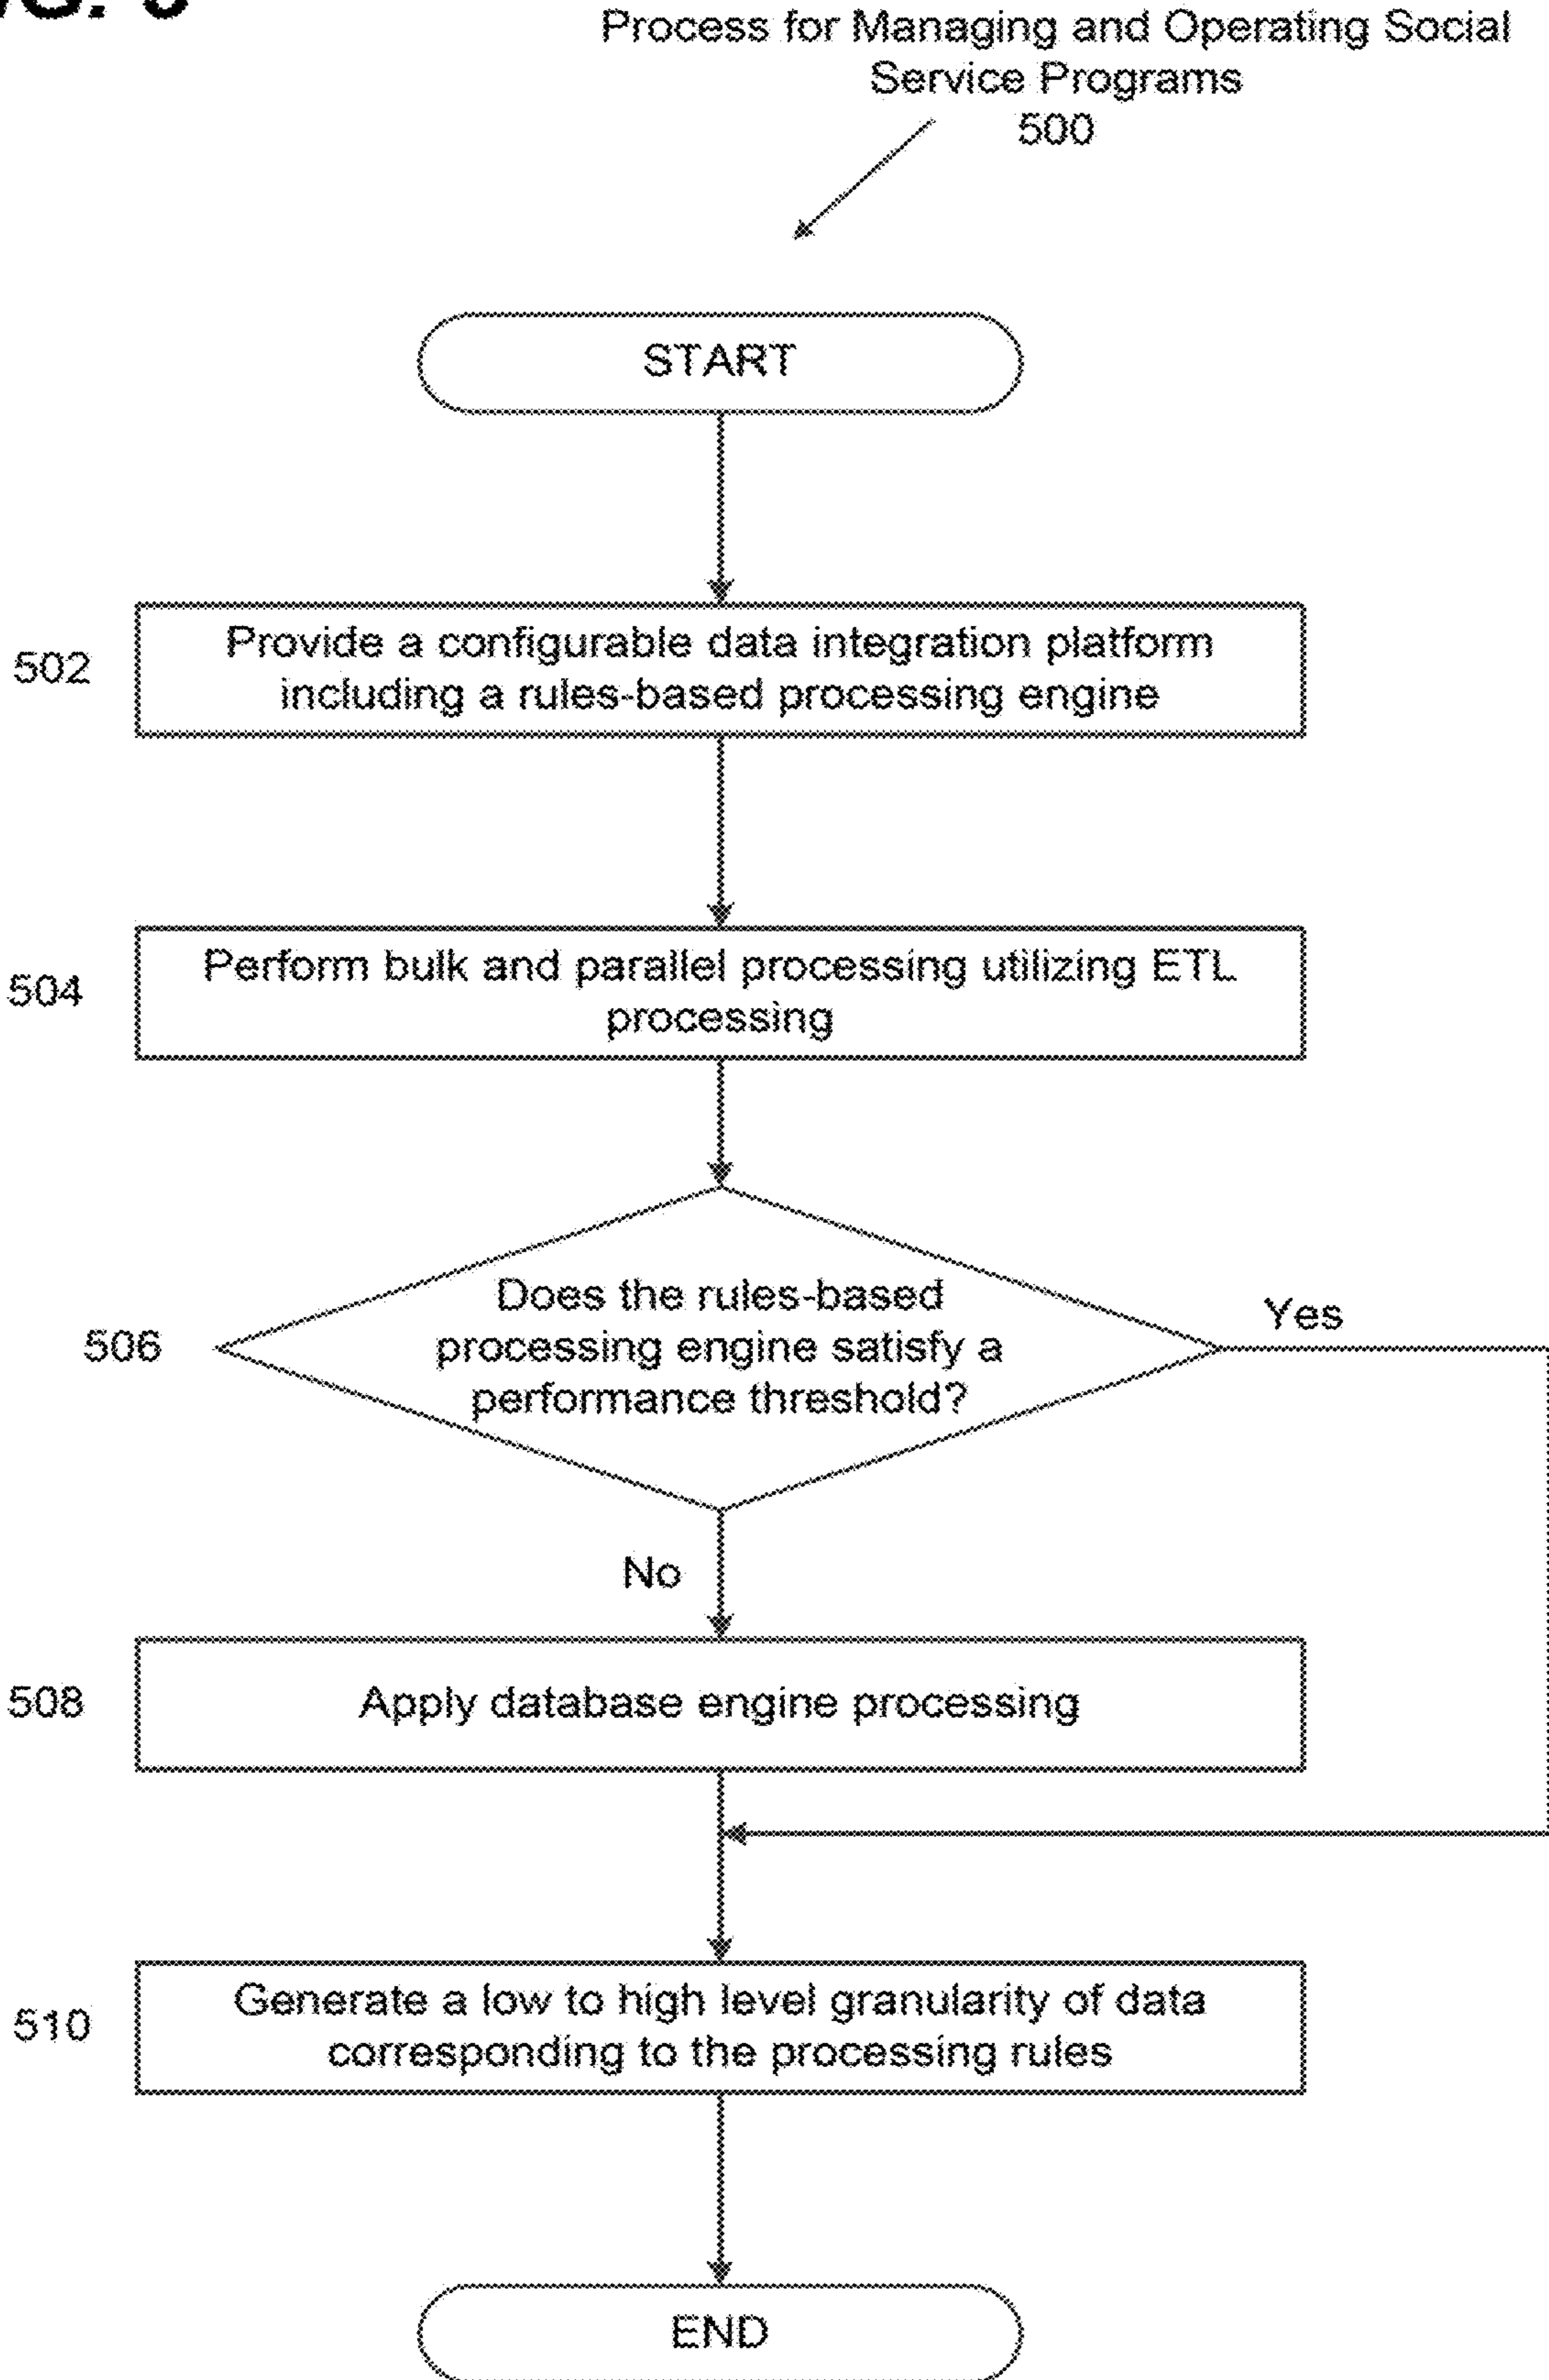 Process for Managing and Operating Social
Service Programs
500
START
502
Provide a configurable data integration platform
including a rules-based processing engine
504
Perform bulk and parallel processing utilizing ETL
processing
506
Does the rules-based
processing engine satisfy a
performance threshold?
Yes
No
508
Apply database engine processing
510
Generate a low to high level granularity of data
corresponding to the processing rules
END